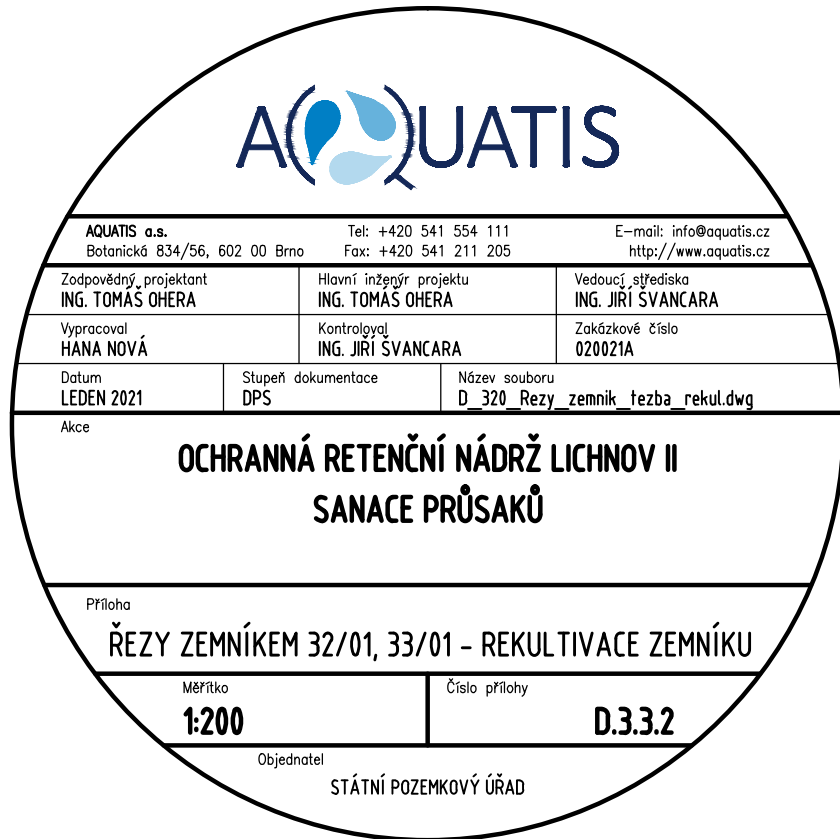 AQUATIS
AQUATIS a.s. Tel: +420 541 554 111 E-mail: info@aquatis.cz
Botanická 834/56, 602 00 Brno Fax: +420 541 211 205 http://www.aquatis.cz
Zodpovědný projektant Hlavní inženýr projektu Vedoucí střediska
ING. TOMÁŠ OHERA ING. TOMÁŠ OHERA ING. JIŘÍ ŠVANCARA
Vypracoval Kontroloval Zakázkové číslo
HANA NOVÁ ING. JIŘÍ ŠVANCARA 020021A
Datum Stupeň dokumentace Název souboru
LEDEN 2021 DPS D_320_Rezy_zemnik_tezba_rekul.dwg
Akce
OCHRANNÁ RETENČNÍ NÁDRŽ LICHNOV II
SANACE PRŮSAKŮ
Příloha
ŘEZY ZEMNÍKEM 32/01, 33/01 - REKULTIVACE ZEMNÍKU
Měřítko Číslo přílohy
1:200 D.3.3.2
Objednatel
STÁTNÍ POZEMKOVÝ ÚŘAD